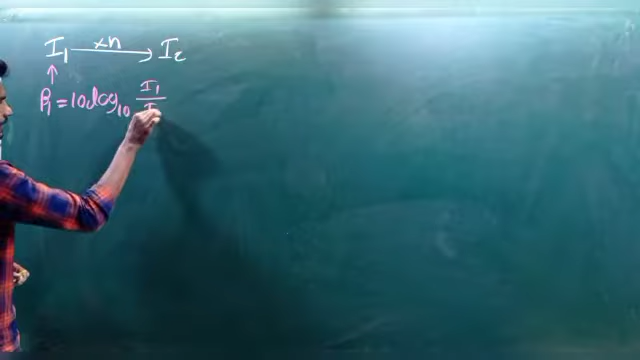 I₁ ×n → I₂
β₁ = 10 log₁₀ I₁ / I